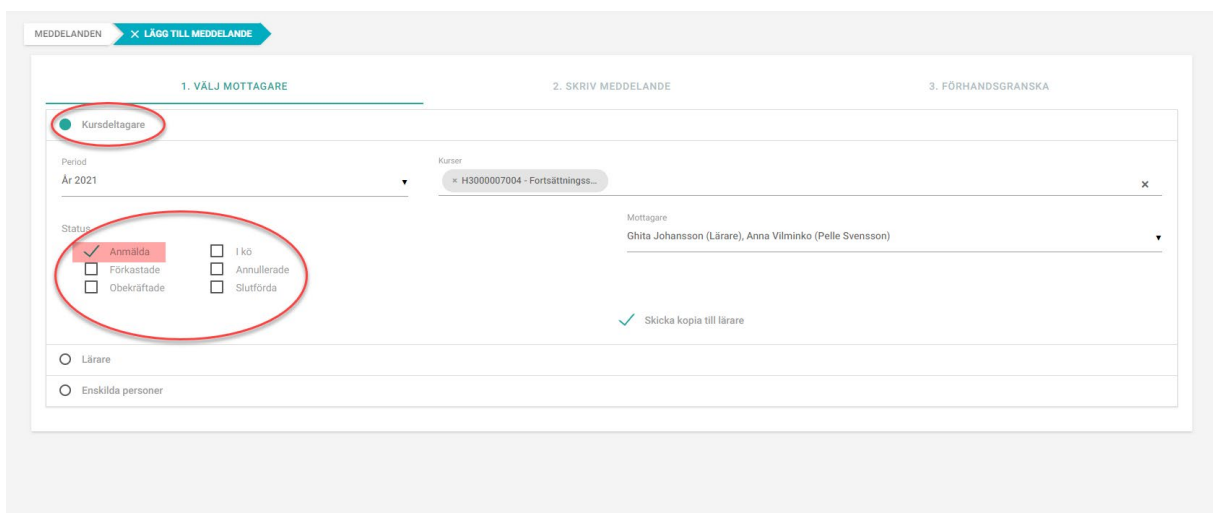 MEDDELANDEN × LÄGG TILL MEDDELANDE
1. VÄLJ MOTTAGARE 2. SKRIV MEDDELANDE 3. FÖRHANDSGRANSKA
Kursdeltagare
Period Kurser
År 2021 × H3000007004 - Fortsättningss...
Status Mottagare
Ghita Johansson (Lärare), Anna Vilminko (Pelle Svensson)
Anmälda I kö
Förkastade Annullerade
Obekräftade Slutförda
Skicka kopia till lärare
Lärare
Enskilda personer